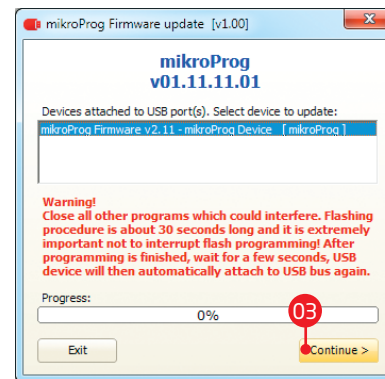 mikroProg Firmware update [v1.00]
x
mikroProg
v01.11.11.01
Devices attached to USB port(s). Select device to update:
mikroProg Firmware v2.11 - mikroProg Device [ mikroProg ]
Warning!
Close all other programs which could interfere. Flashing
procedure is about 30 seconds long and it is extremely
important not to interrupt flash programming! After
programming is finished, wait for a few seconds, USB
device will then automatically attach to USB bus again.
Progress:
0%
03
Exit
Continue >